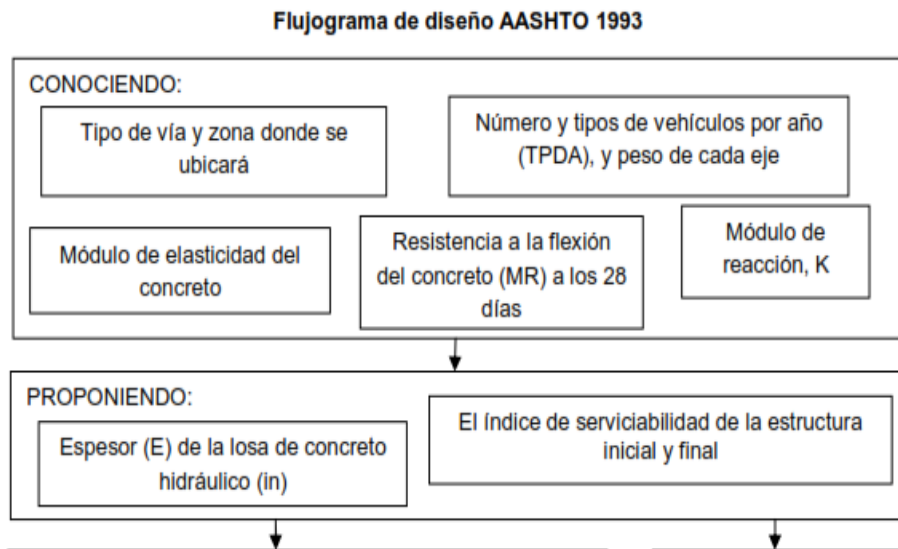 Flujograma de diseño AASHTO 1993
CONOCIENDO:
Tipo de vía y zona donde se
ubicará
Número y tipos de vehículos por año
(TPDA), y peso de cada eje
Módulo de elasticidad del
concreto
Resistencia a la flexión
del concreto (MR) a los 28
días
Módulo de
reacción, K
PROPONIENDO:
Espesor (E) de la losa de concreto
hidráulico (in)
El índice de serviciabilidad de la estructura
inicial y final